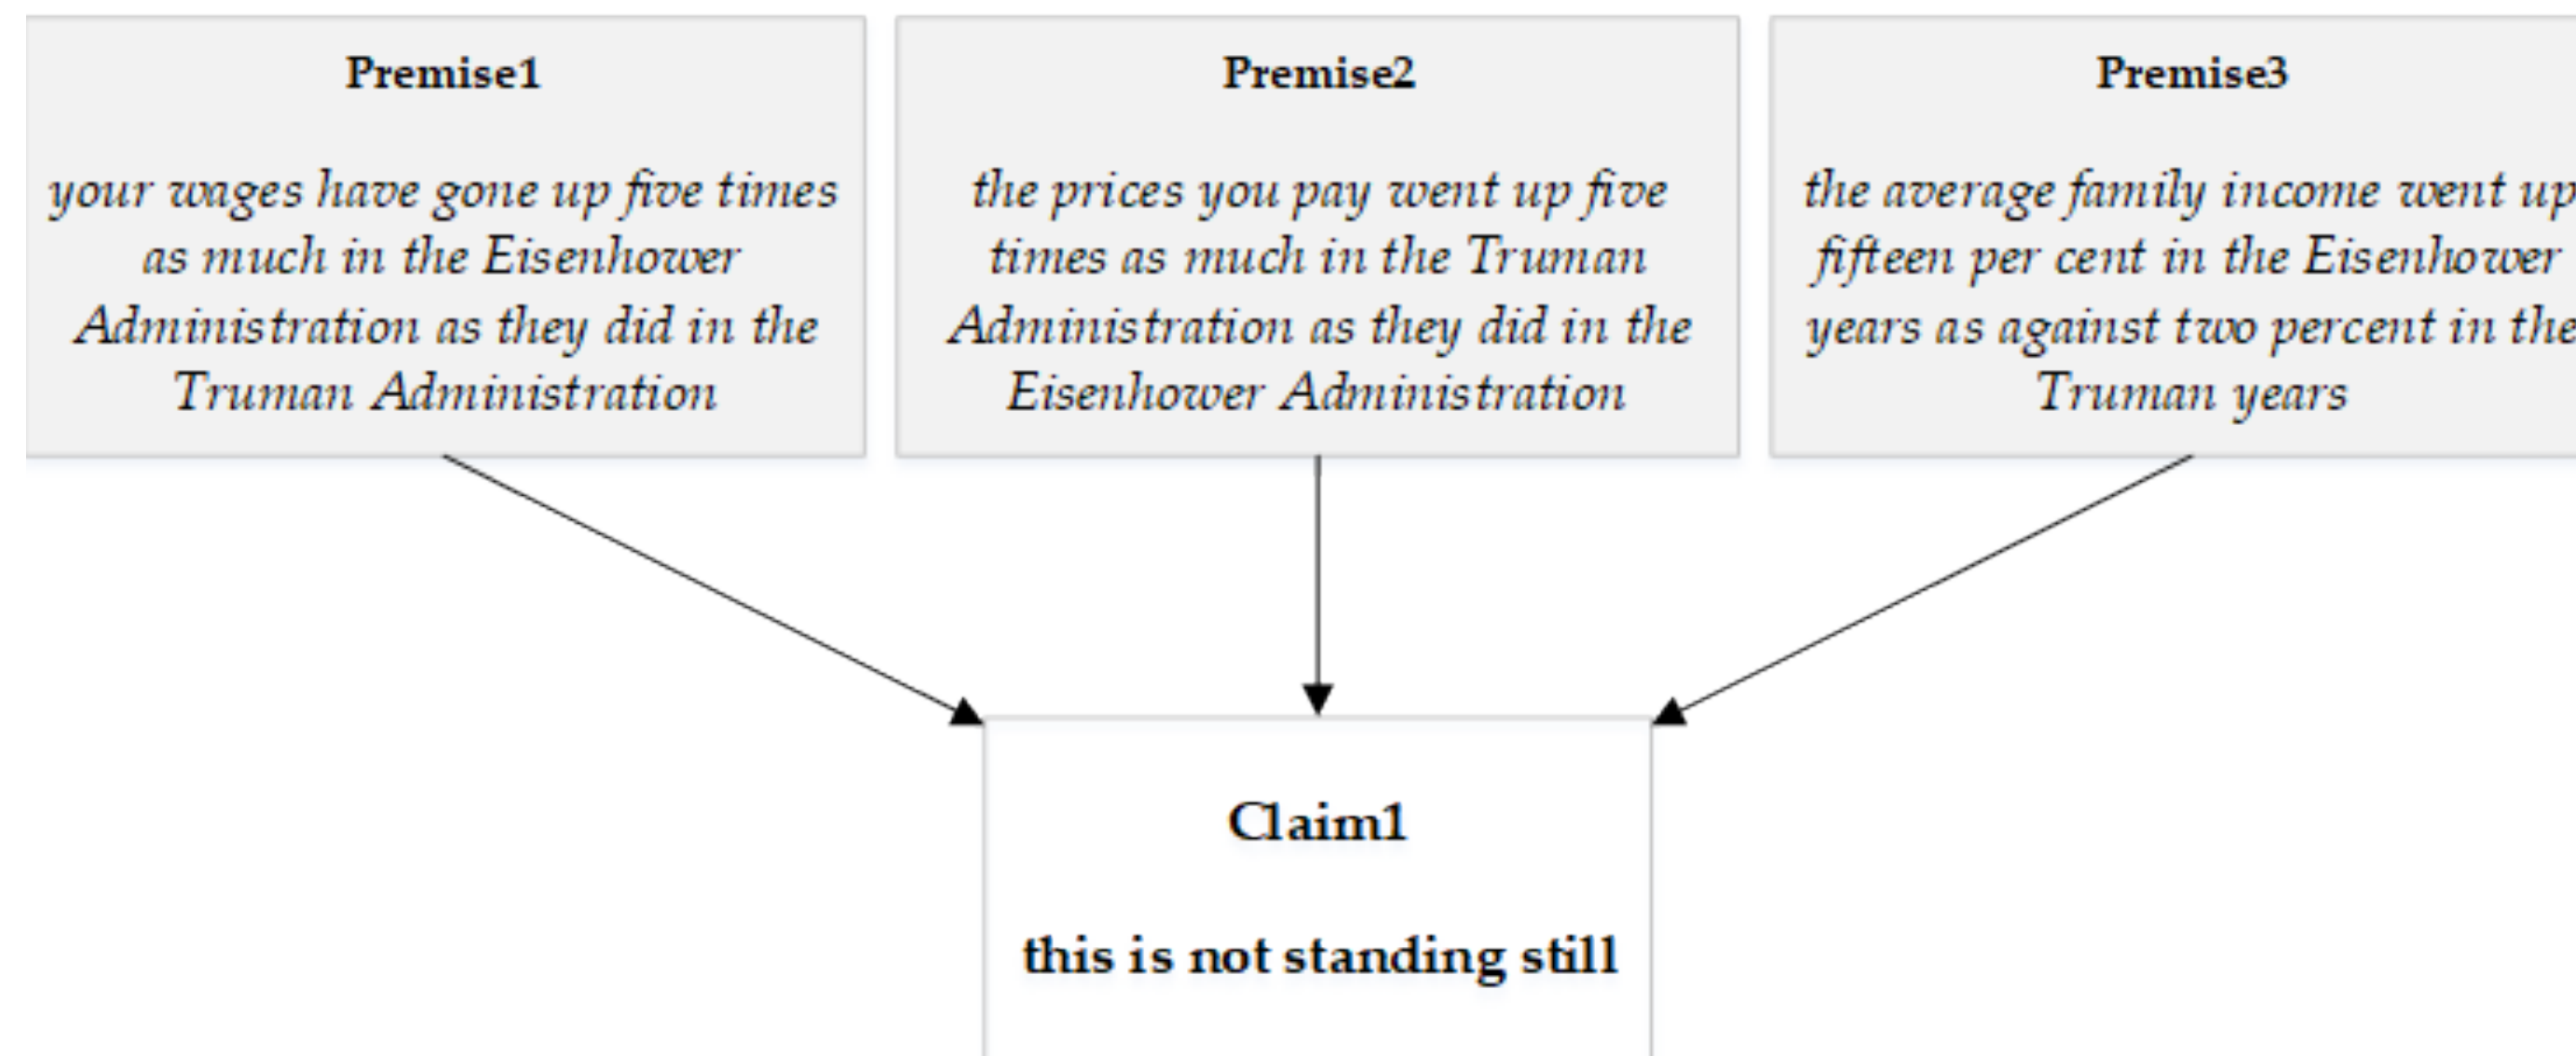 Premise1
your wages have gone up five times
as much in the Eisenhower
Administration as they did in the
Truman Administration
Premise2
the prices you pay went up five
times as much in the Truman
Administration as they did in the
Eisenhower Administration
Premise3
the average family income went up
fifteen per cent in the Eisenhower
years as against two percent in the
Truman years
Claim1
this is not standing still